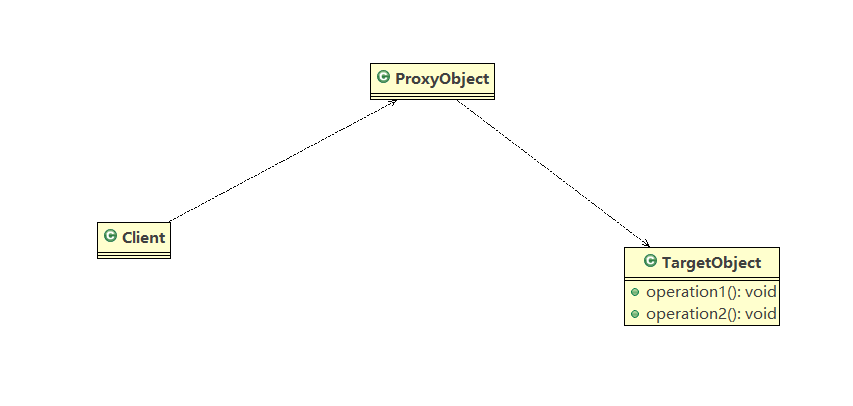 ProxyObject
Client
TargetObject
operation1(): void
operation2(): void